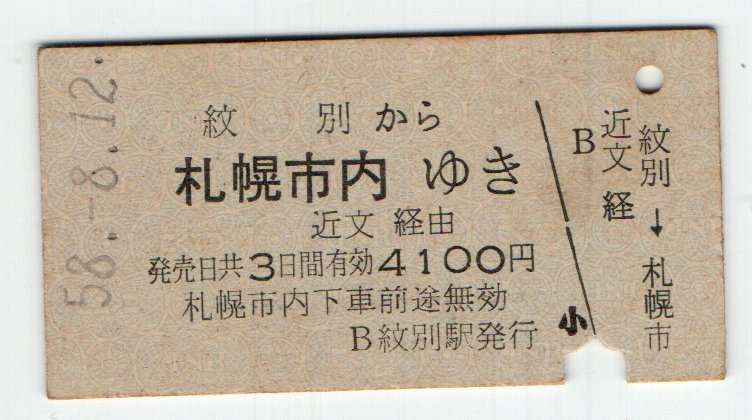 58.-8.12.
紋別から
札幌市内ゆき
近文経由
発売日共3日間有効4100円
札幌市内下車前途無効
B紋別駅発行
小
紋別→札幌市
近文経
B